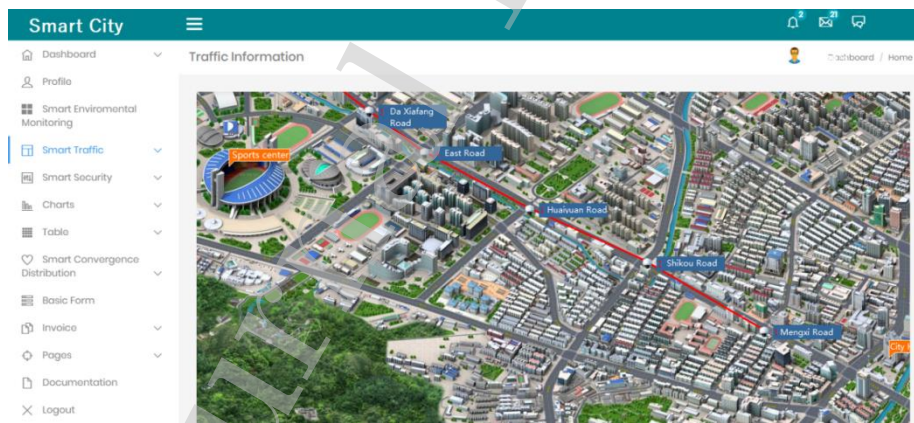 Smart City
2
21
Dashboard
Traffic Information
Dashboard / Home
Profile
Smart Enviromental
Monitoring
Smart Traffic
Smart Security
Charts
Table
Smart Convergence
Distribution
Basic Form
Invoice
Pages
Documentation
Logout
Da Xiafang
Road
East Road
Sports center
Huaiyuan Road
Shikou Road
Mengxi Road
City